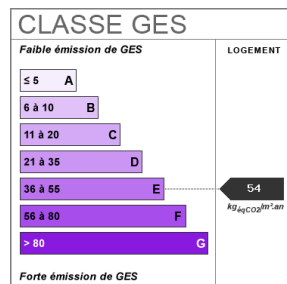 CLASSE GES
Faible émission de GES
LOGEMENT
≤ 5 A
6 à 10 B
11 à 20 C
21 à 35 D
36 à 55 E
54
kgéqCO2/m².an
56 à 80 F
> 80 G
Forte émission de GES